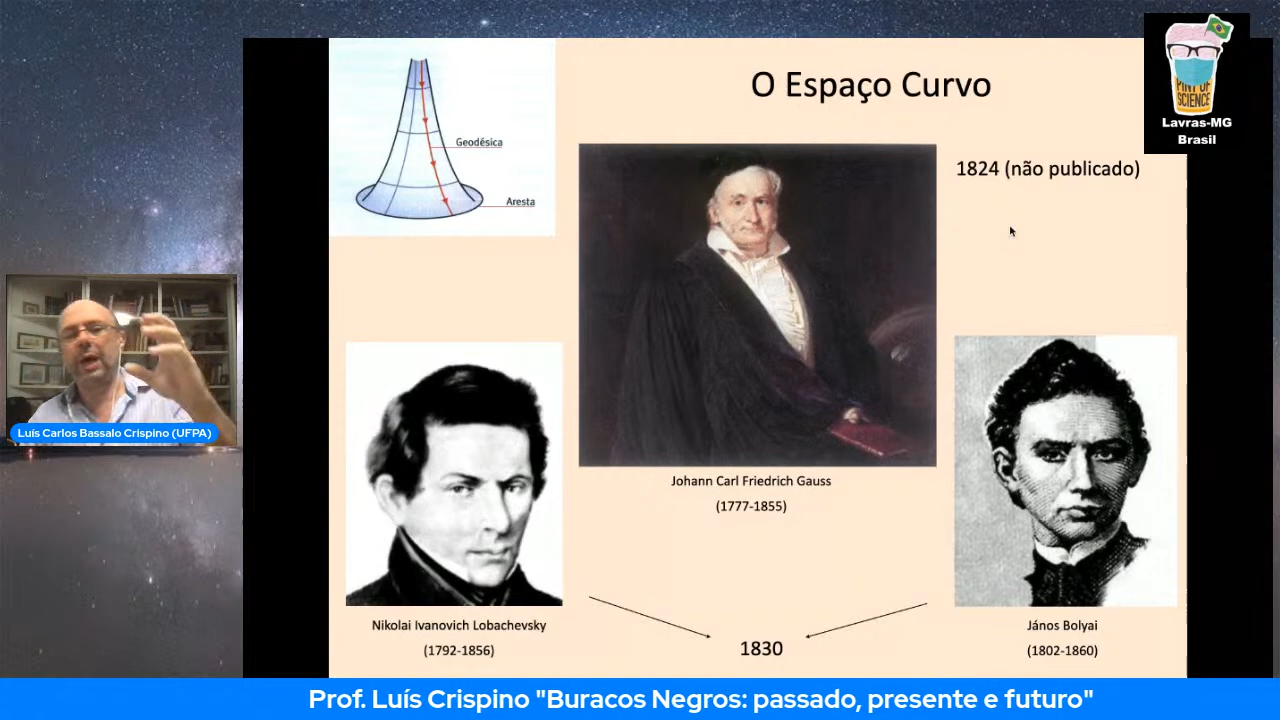 O Espaço Curvo
PINT OF
SCIENCE
Lavras-MG
Brasil
Geodésica
Aresta
1824 (não publicado)
Luís Carlos Bassalo Crispino (UFPA)
Johann Carl Friedrich Gauss
(1777-1855)
Nikolai Ivanovich Lobachevsky
(1792-1856)
1830
János Bolyai
(1802-1860)
Prof. Luís Crispino "Buracos Negros: passado, presente e futuro"